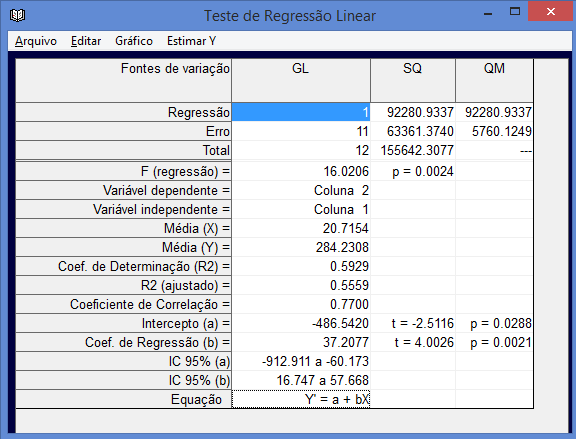 Teste de Regressão Linear
Arquivo Editar Gráfico Estimar Y
Fontes de variação GL SQ QM
Regressão 1 92280.9337 92280.9337
Erro 11 63361.3740 5760.1249
Total 12 155642.3077 ---
F (regressão) = 16.0206 p = 0.0024
Variável dependente = Coluna 2
Variável independente = Coluna 1
Média (X) = 20.7154
Média (Y) = 284.2308
Coef. de Determinação (R2) = 0.5929
R2 (ajustado) = 0.5559
Coeficiente de Correlação = 0.7700
Intercepto (a) = -486.5420 t = -2.5116 p = 0.0288
Coef. de Regressão (b) = 37.2077 t = 4.0026 p = 0.0021
IC 95% (a) -912.911 a -60.173
IC 95% (b) 16.747 a 57.668
Equação Y' = a + bX